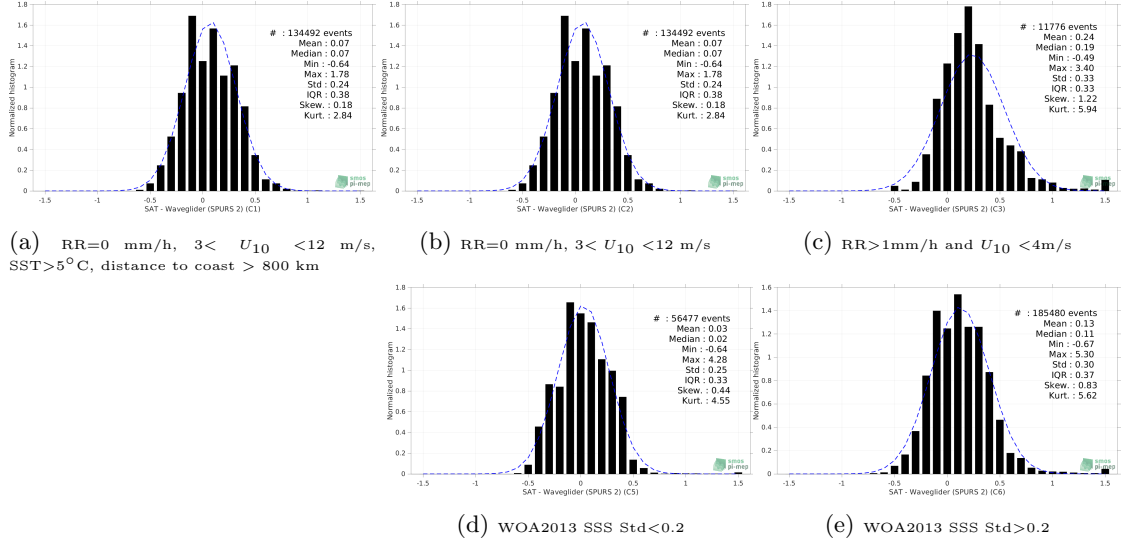 1.8
1.6
1.4
1.2
1
0.8
0.6
0.4
0.2
0
Normalized histogram
-1.5 -1 -0.5 0 0.5 1 1.5
SAT - Waveglider (SPURS 2) (C1)
# : 134492 events
Mean : 0.07
Median : 0.07
Min : -0.64
Max : 1.78
Std : 0.24
IQR : 0.38
Skew. : 0.18
Kurt. : 2.84
smos
pi-mep
(a) RR=0 mm/h, 3< U10 <12 m/s,
SST>5°C, distance to coast > 800 km
1.8
1.6
1.4
1.2
1
0.8
0.6
0.4
0.2
0
Normalized histogram
-1.5 -1 -0.5 0 0.5 1 1.5
SAT - Waveglider (SPURS 2) (C2)
# : 134492 events
Mean : 0.07
Median : 0.07
Min : -0.64
Max : 1.78
Std : 0.24
IQR : 0.38
Skew. : 0.18
Kurt. : 2.84
smos
pi-mep
(b) RR=0 mm/h, 3< U10 <12 m/s
1.8
1.6
1.4
1.2
1
0.8
0.6
0.4
0.2
0
Normalized histogram
-1.5 -1 -0.5 0 0.5 1 1.5
SAT - Waveglider (SPURS 2) (C3)
# : 11776 events
Mean : 0.24
Median : 0.19
Min : -0.49
Max : 3.40
Std : 0.33
IQR : 0.33
Skew. : 1.22
Kurt. : 5.94
smos
pi-mep
(c) RR>1mm/h and U10 <4m/s
1.8
1.6
1.4
1.2
1
0.8
0.6
0.4
0.2
0
Normalized histogram
-1.5 -1 -0.5 0 0.5 1 1.5
SAT - Waveglider (SPURS 2) (C5)
# : 56477 events
Mean : 0.03
Median : 0.02
Min : -0.64
Max : 4.28
Std : 0.25
IQR : 0.33
Skew. : 0.44
Kurt. : 4.55
smos
pi-mep
(d) WOA2013 SSS Std<0.2
1.6
1.4
1.2
1
0.8
0.6
0.4
0.2
0
Normalized histogram
-1.5 -1 -0.5 0 0.5 1 1.5
SAT - Waveglider (SPURS 2) (C6)
# : 185480 events
Mean : 0.13
Median : 0.11
Min : -0.67
Max : 5.30
Std : 0.30
IQR : 0.37
Skew. : 0.83
Kurt. : 5.62
smos
pi-mep
(e) WOA2013 SSS Std>0.2